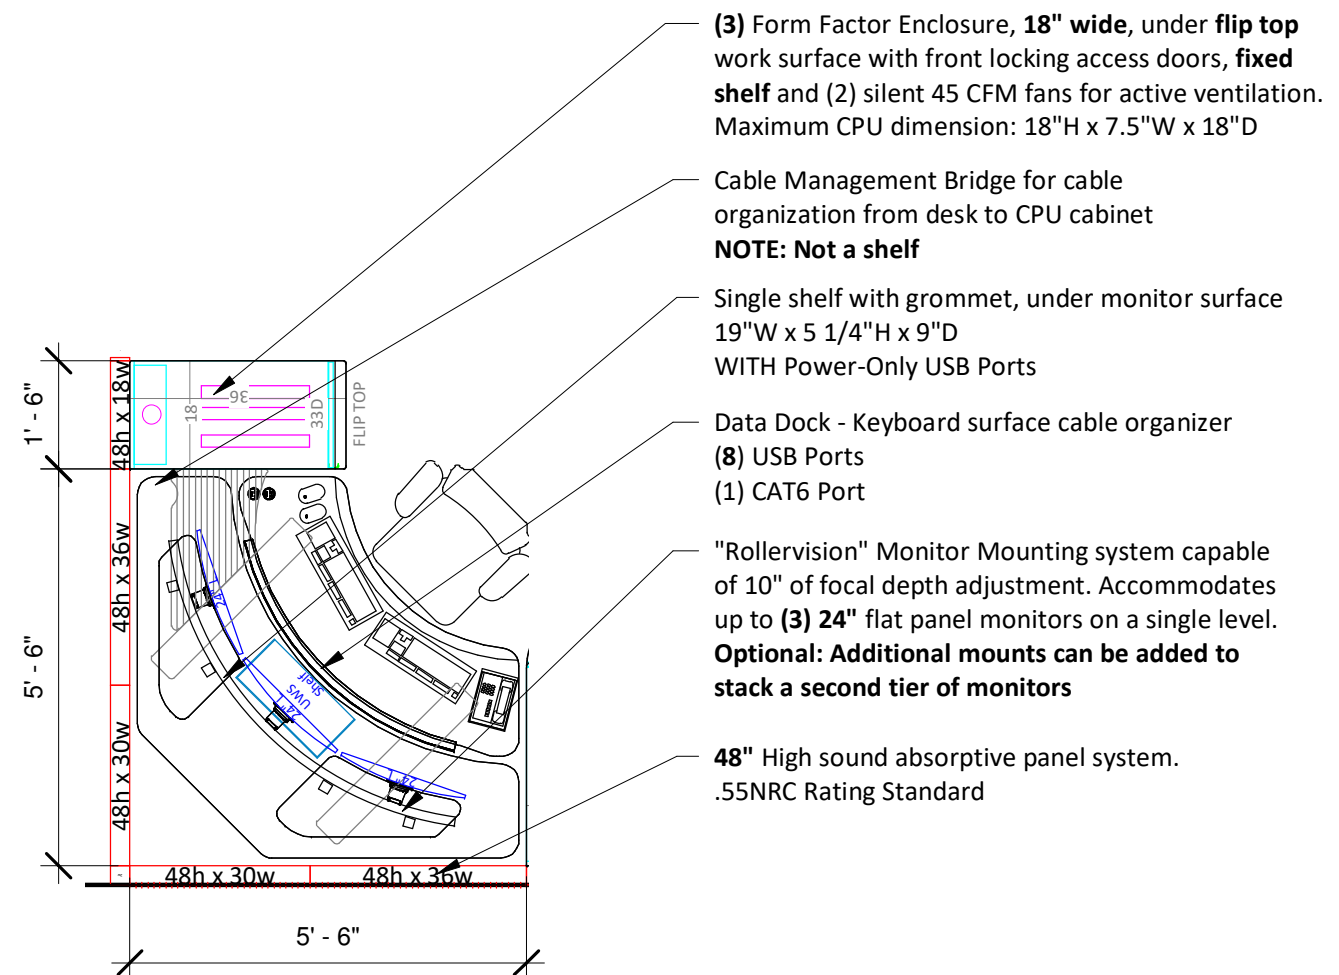 (3) Form Factor Enclosure, 18" wide, under flip top
work surface with front locking access doors, fixed
shelf and (2) silent 45 CFM fans for active ventilation.
Maximum CPU dimension: 18"H x 7.5"W x 18"D
Cable Management Bridge for cable
organization from desk to CPU cabinet
NOTE: Not a shelf
Single shelf with grommet, under monitor surface
19"W x 5 1/4"H x 9"D
WITH Power-Only USB Ports
Data Dock - Keyboard surface cable organizer
(8) USB Ports
(1) CAT6 Port
"Rollervision" Monitor Mounting system capable
of 10" of focal depth adjustment. Accommodates
up to (3) 24" flat panel monitors on a single level.
Optional: Additional mounts can be added to
stack a second tier of monitors
48" High sound absorptive panel system.
.55NRC Rating Standard
1' - 6"
48h x 18w
18
36
33D
FLIP TOP
5' - 6"
48h x 36w
48h x 30w
24"
UWS
Shelf
24"
24"
48h x 30w
48h x 36w
5' - 6"